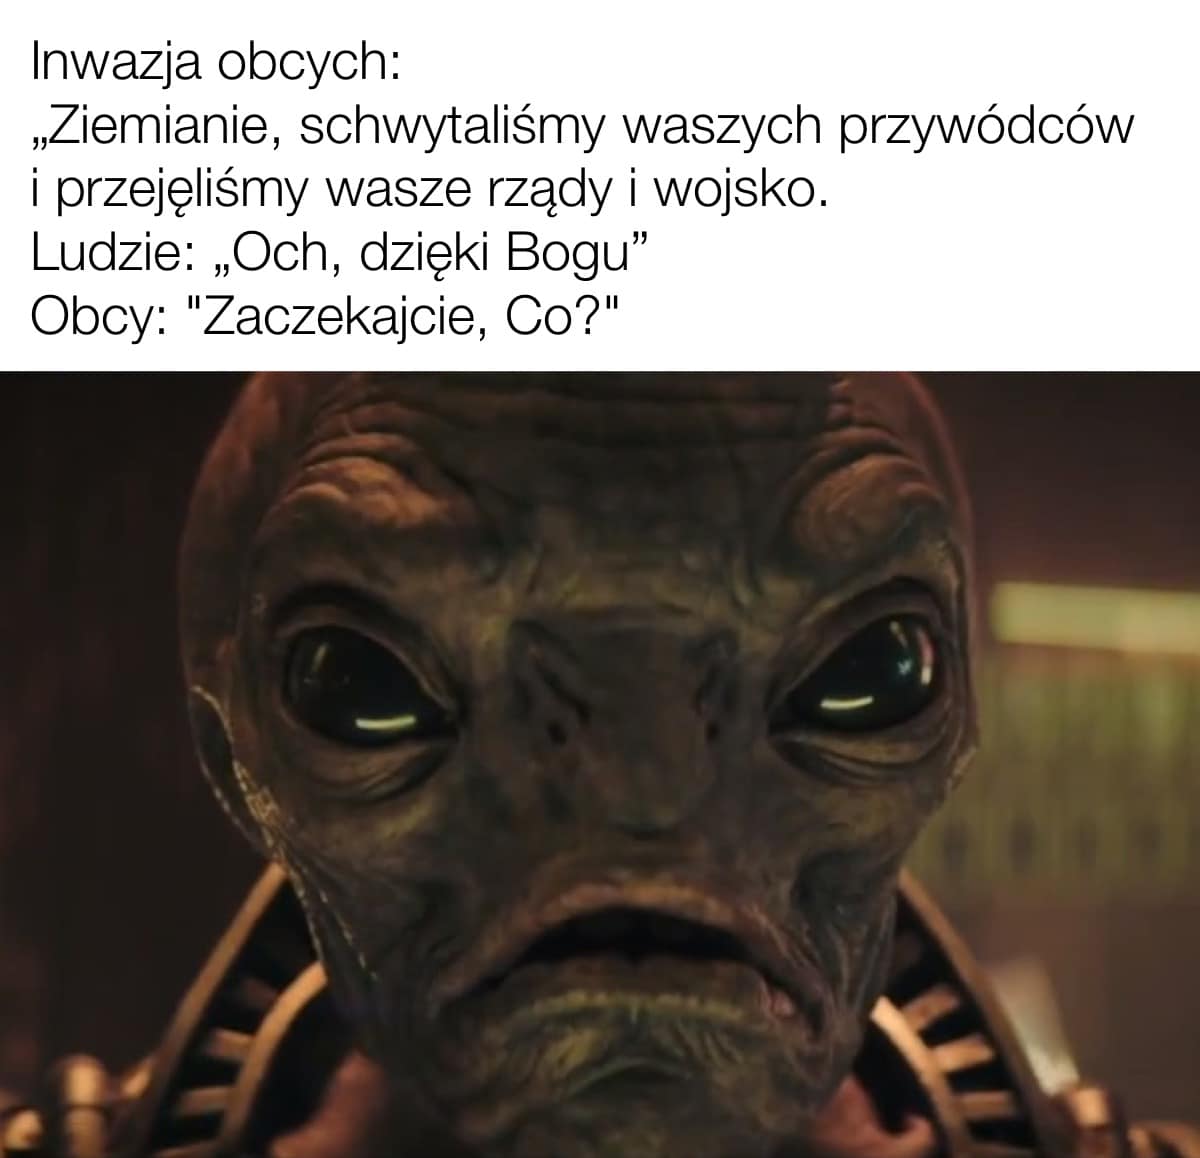 Inwazja obcych:
„Ziemianie, schwytaliśmy waszych przywódców
i przejęliśmy wasze rządy i wojsko.
Ludzie: „Och, dzięki Bogu”
Obcy: "Zaczekajcie, Co?"